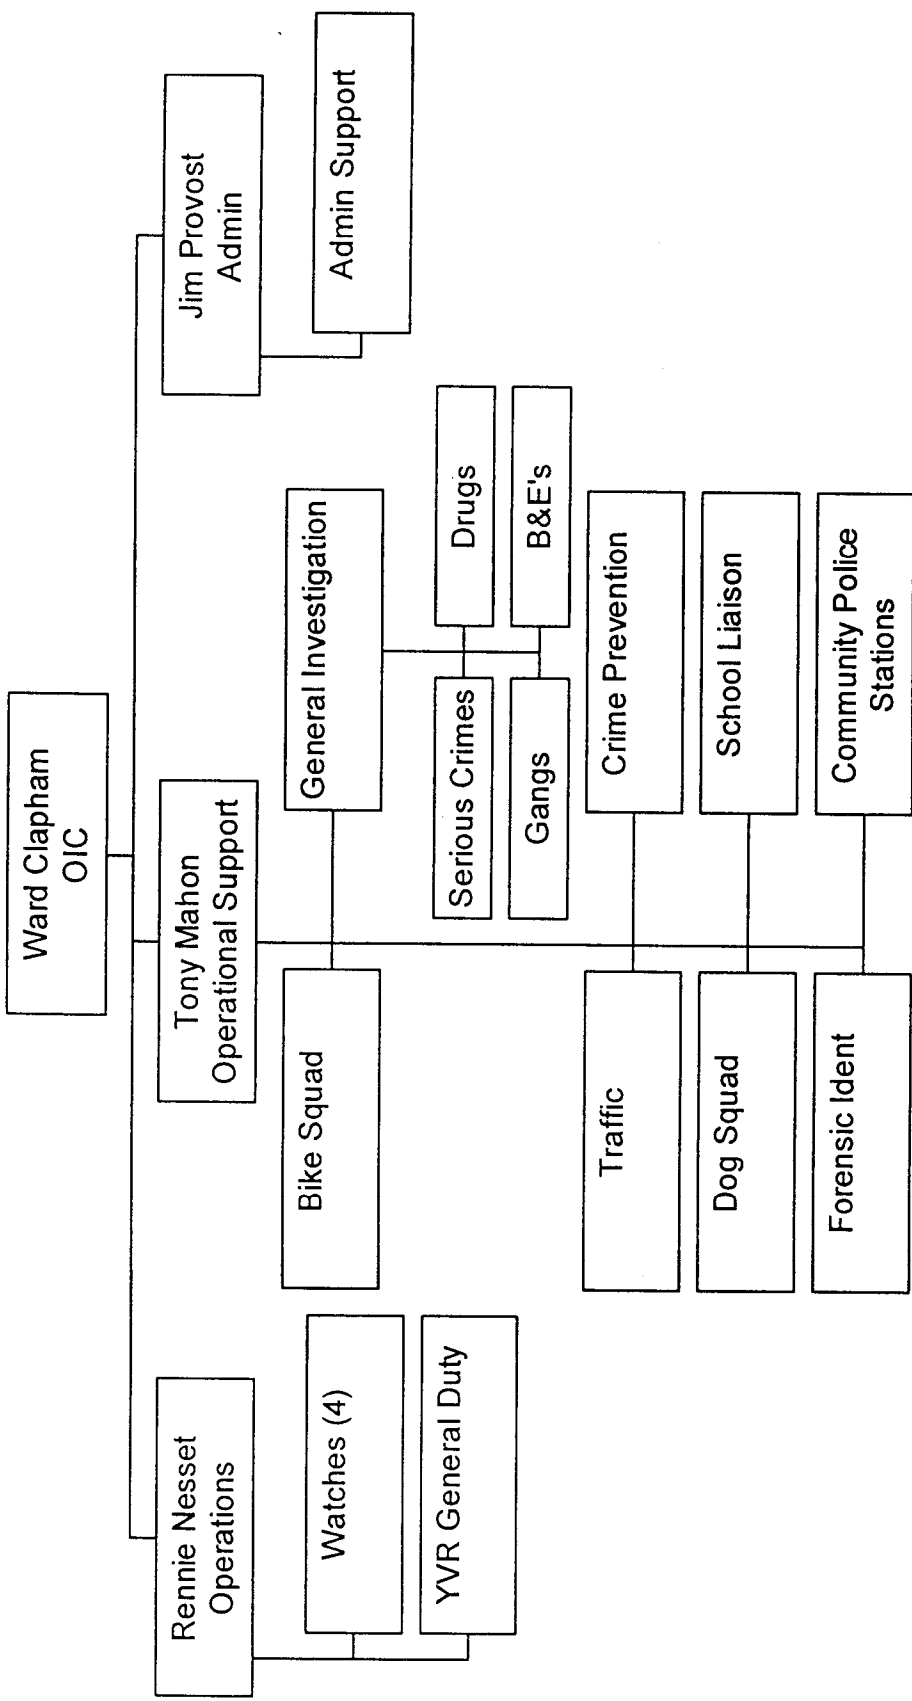 Ward Clapham
OIC
Rennie Nesset
Operations
Tony Mahon
Operational Support
Jim Provost
Admin
Watches (4)
YVR General Duty
Bike Squad
General Investigation
Serious Crimes
Drugs
Gangs
B&E's
Traffic
Crime Prevention
Dog Squad
School Liaison
Forensic Ident
Community Police
Stations
Admin Support